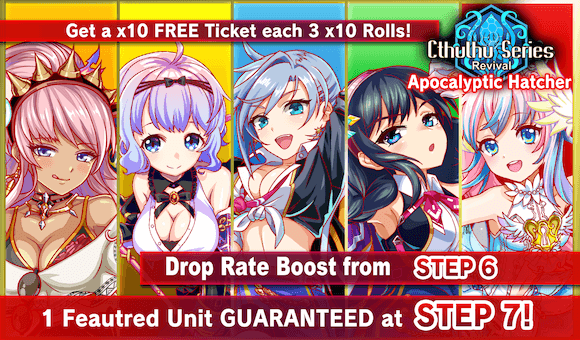 Get a x10 FREE Ticket each 3 x10 Rolls!
Cthulhu Series
Revival
Apocalyptic Hatcher
Drop Rate Boost from STEP 6
1 Feautred Unit GUARANTEED at STEP 7!